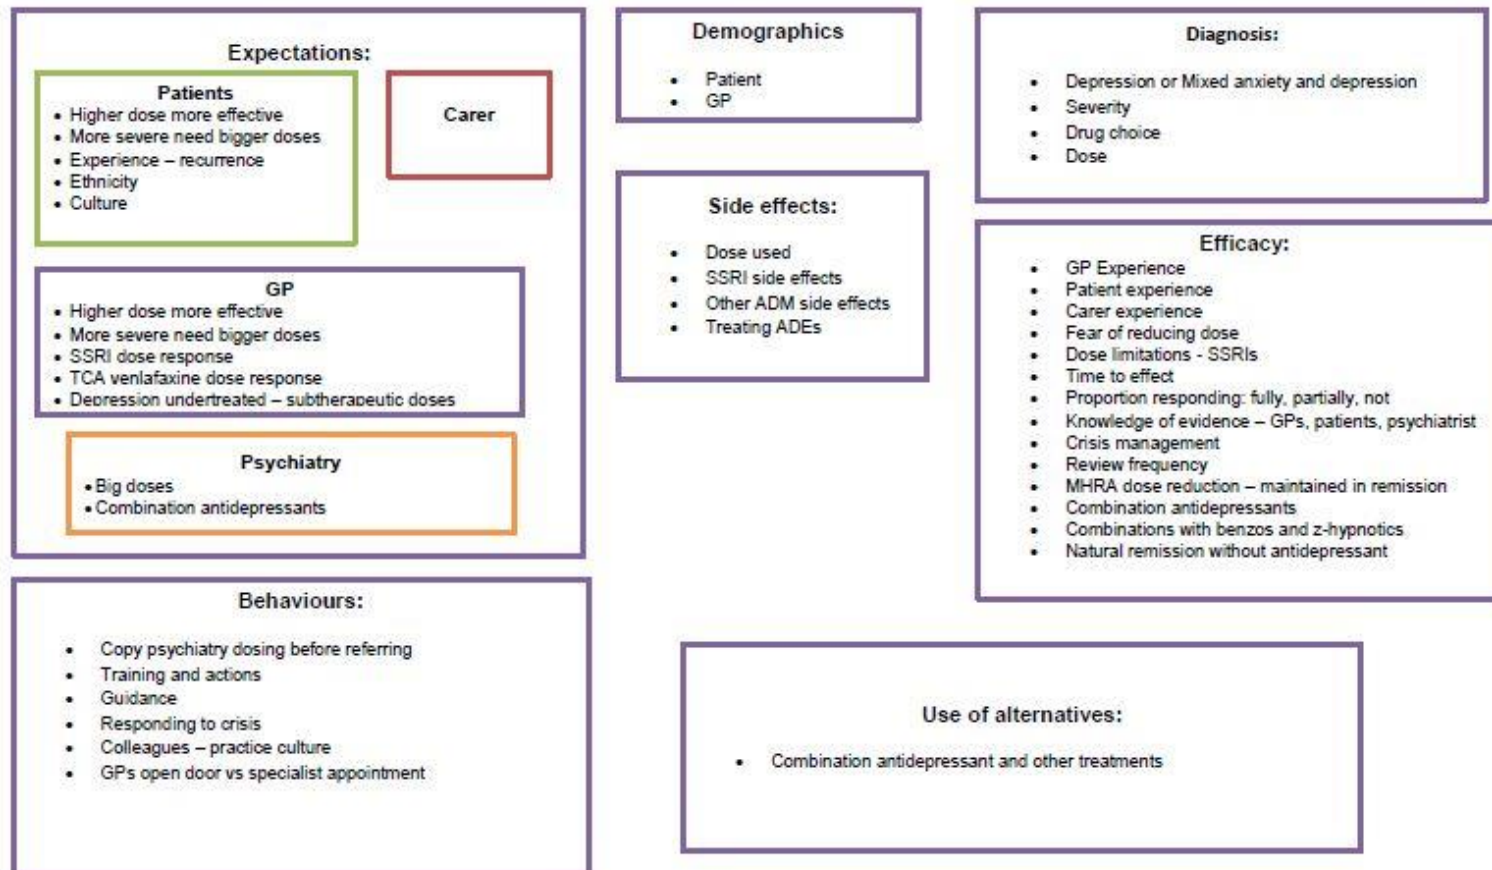 Expectations:
Patients
• Higher dose more effective
• More severe need bigger doses
• Experience – recurrence
• Ethnicity
• Culture
Carer
GP
• Higher dose more effective
• More severe need bigger doses
• SSRI dose response
• TCA venlafaxine dose response
• Depression undertreated – subtherapeutic doses
Psychiatry
• Big doses
• Combination antidepressants
Behaviours:
• Copy psychiatry dosing before referring
• Training and actions
• Guidance
• Responding to crisis
• Colleagues – practice culture
• GPs open door vs specialist appointment
Demographics
• Patient
• GP
Side effects:
• Dose used
• SSRI side effects
• Other ADM side effects
• Treating ADEs
Diagnosis:
• Depression or Mixed anxiety and depression
• Severity
• Drug choice
• Dose
Efficacy:
• GP Experience
• Patient experience
• Carer experience
• Fear of reducing dose
• Dose limitations - SSRIs
• Time to effect
• Proportion responding: fully, partially, not
• Knowledge of evidence – GPs, patients, psychiatrist
• Crisis management
• Review frequency
• MHRA dose reduction – maintained in remission
• Combination antidepressants
• Combinations with benzos and z-hypnotics
• Natural remission without antidepressant
Use of alternatives:
• Combination antidepressant and other treatments